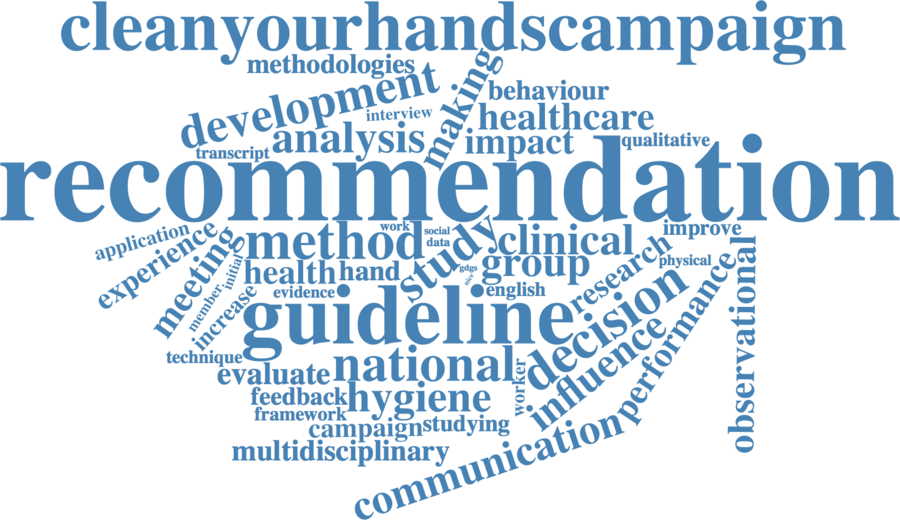 cleanyourhandscampaign
methodologies
making
behaviour
development
interview
healthcare
analysis
impact
qualitative
transcript
recommendation
work
social
data
improve
application
experience
meeting
method
study
clinical
research
physical
observational
member.
initial
health
hand
gdgs
nice
group
increase
evidence
english
guideline
decision
performance
technique
national
evaluate
worker
influence
feedback
hygiene
framework
campaign
studying
multidisciplinary
communication